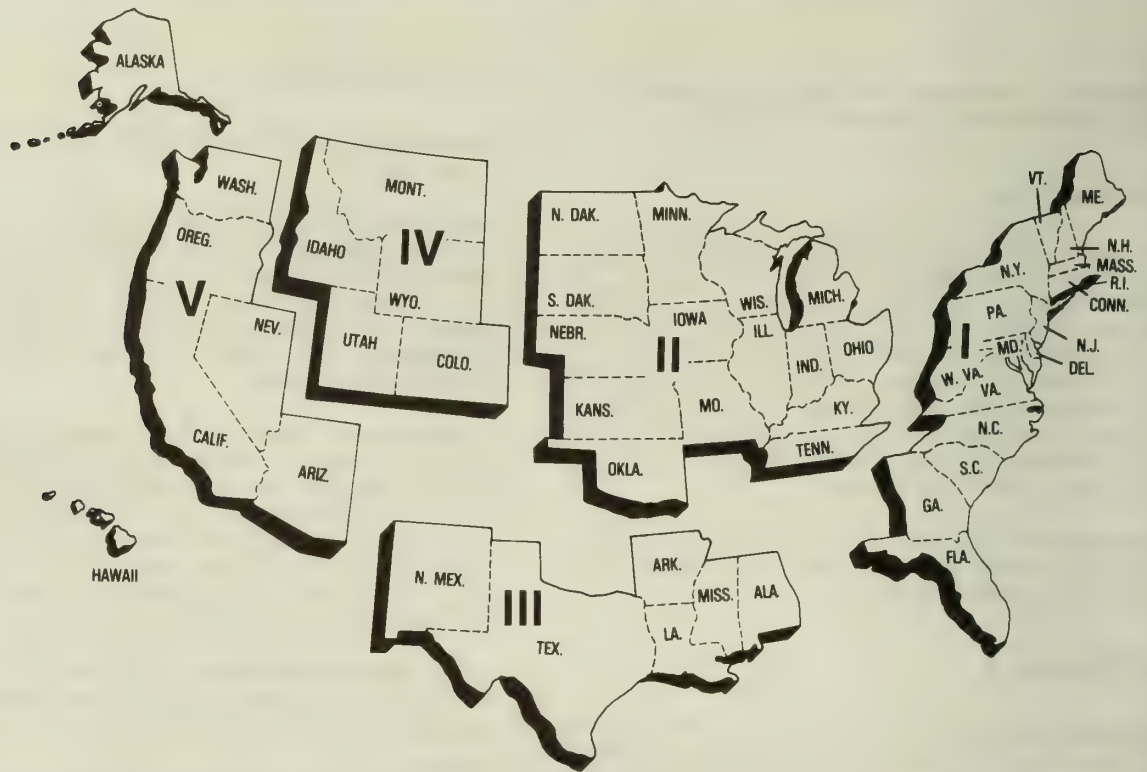 ALASKA
WASH.
OREG.
V
NEV.
CALIF.
ARIZ.
HAWAII
MONT.
IDAHO
IV
WYO.
UTAH
COLO.
N. DAK.
MINN.
S. DAK.
WIS.
MICH.
NEBR.
IOWA
ILL.
II
IND.
OHIO
KANS.
MO.
KY.
TENN.
OKLA.
N. MEX.
III
TEX.
ARK.
MISS.
ALA.
LA.
VT.
ME.
N.H.
MASS.
R.I.
CONN.
N.Y.
PA.
N.J.
I
MD.
DEL.
W. VA.
VA.
N.C.
S.C.
GA.
FLA.